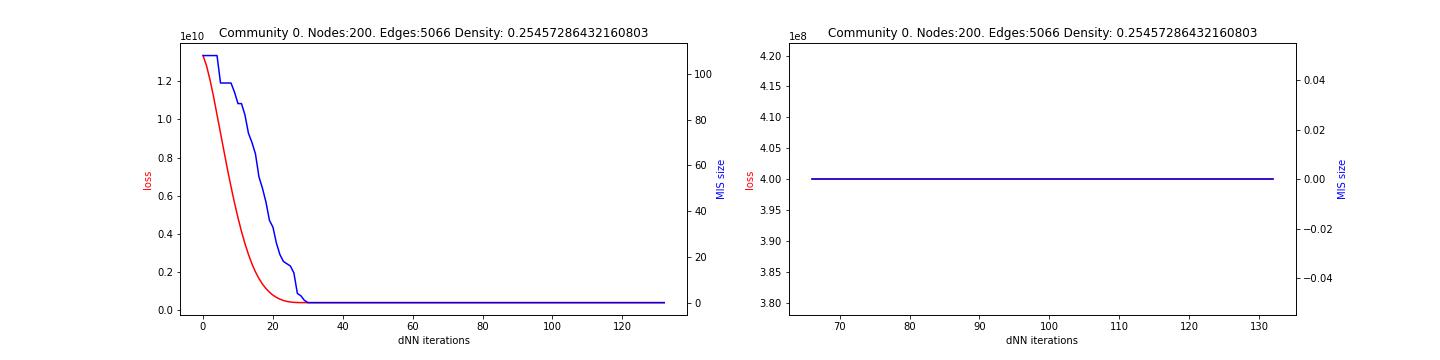 Community 0. Nodes:200. Edges:5066 Density: 0.25457286432160803
1e10
1.2
1.0
0.8
0.6
0.4
0.2
0.0
loss
100
80
60
40
20
0
MIS size
0 20 40 60 80 100 120
dNN iterations
Community 0. Nodes:200. Edges:5066 Density: 0.25457286432160803
1e8
4.20
4.15
4.10
4.05
4.00
3.95
3.90
3.85
3.80
loss
0.04
0.02
0.00
−0.02
−0.04
MIS size
70 80 90 100 110 120 130
dNN iterations